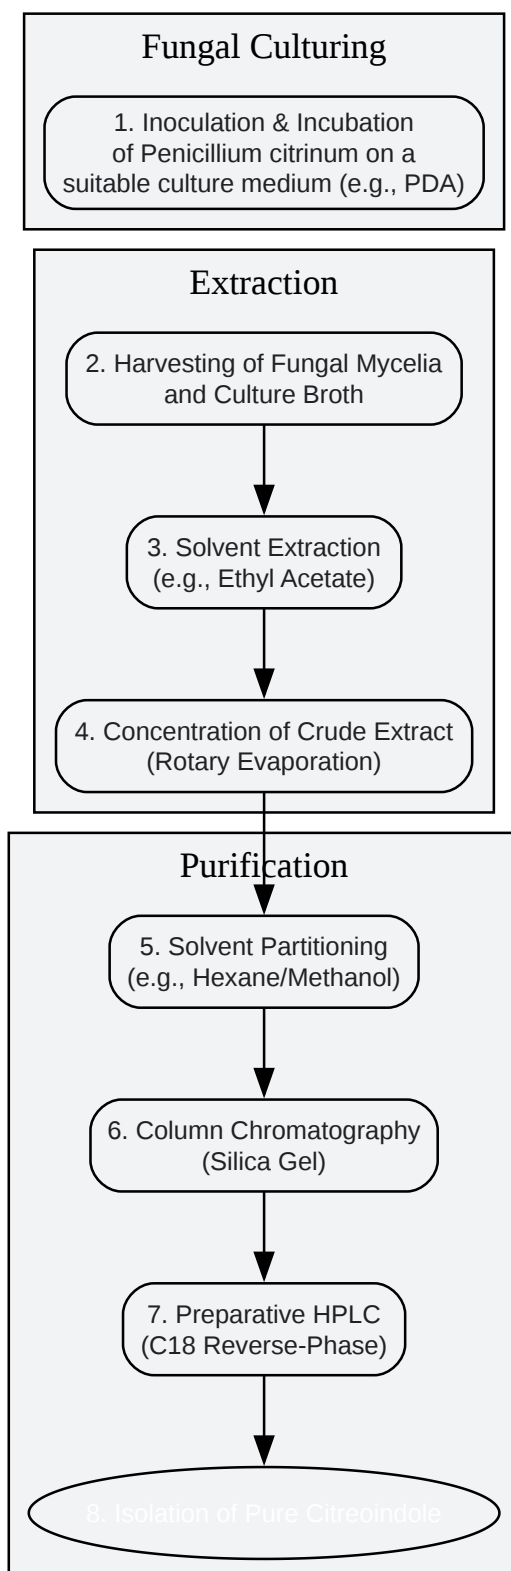 Fungal Culturing
1. Inoculation & Incubation
of Penicillium citrinum on a
suitable culture medium (e.g., PDA)
Extraction
2. Harvesting of Fungal Mycelia
and Culture Broth
3. Solvent Extraction
(e.g., Ethyl Acetate)
4. Concentration of Crude Extract
(Rotary Evaporation)
Purification
5. Solvent Partitioning
(e.g., Hexane/Methanol)
6. Column Chromatography
(Silica Gel)
7. Preparative HPLC
(C18 Reverse-Phase)
8. Isolation of Pure Citreoindole